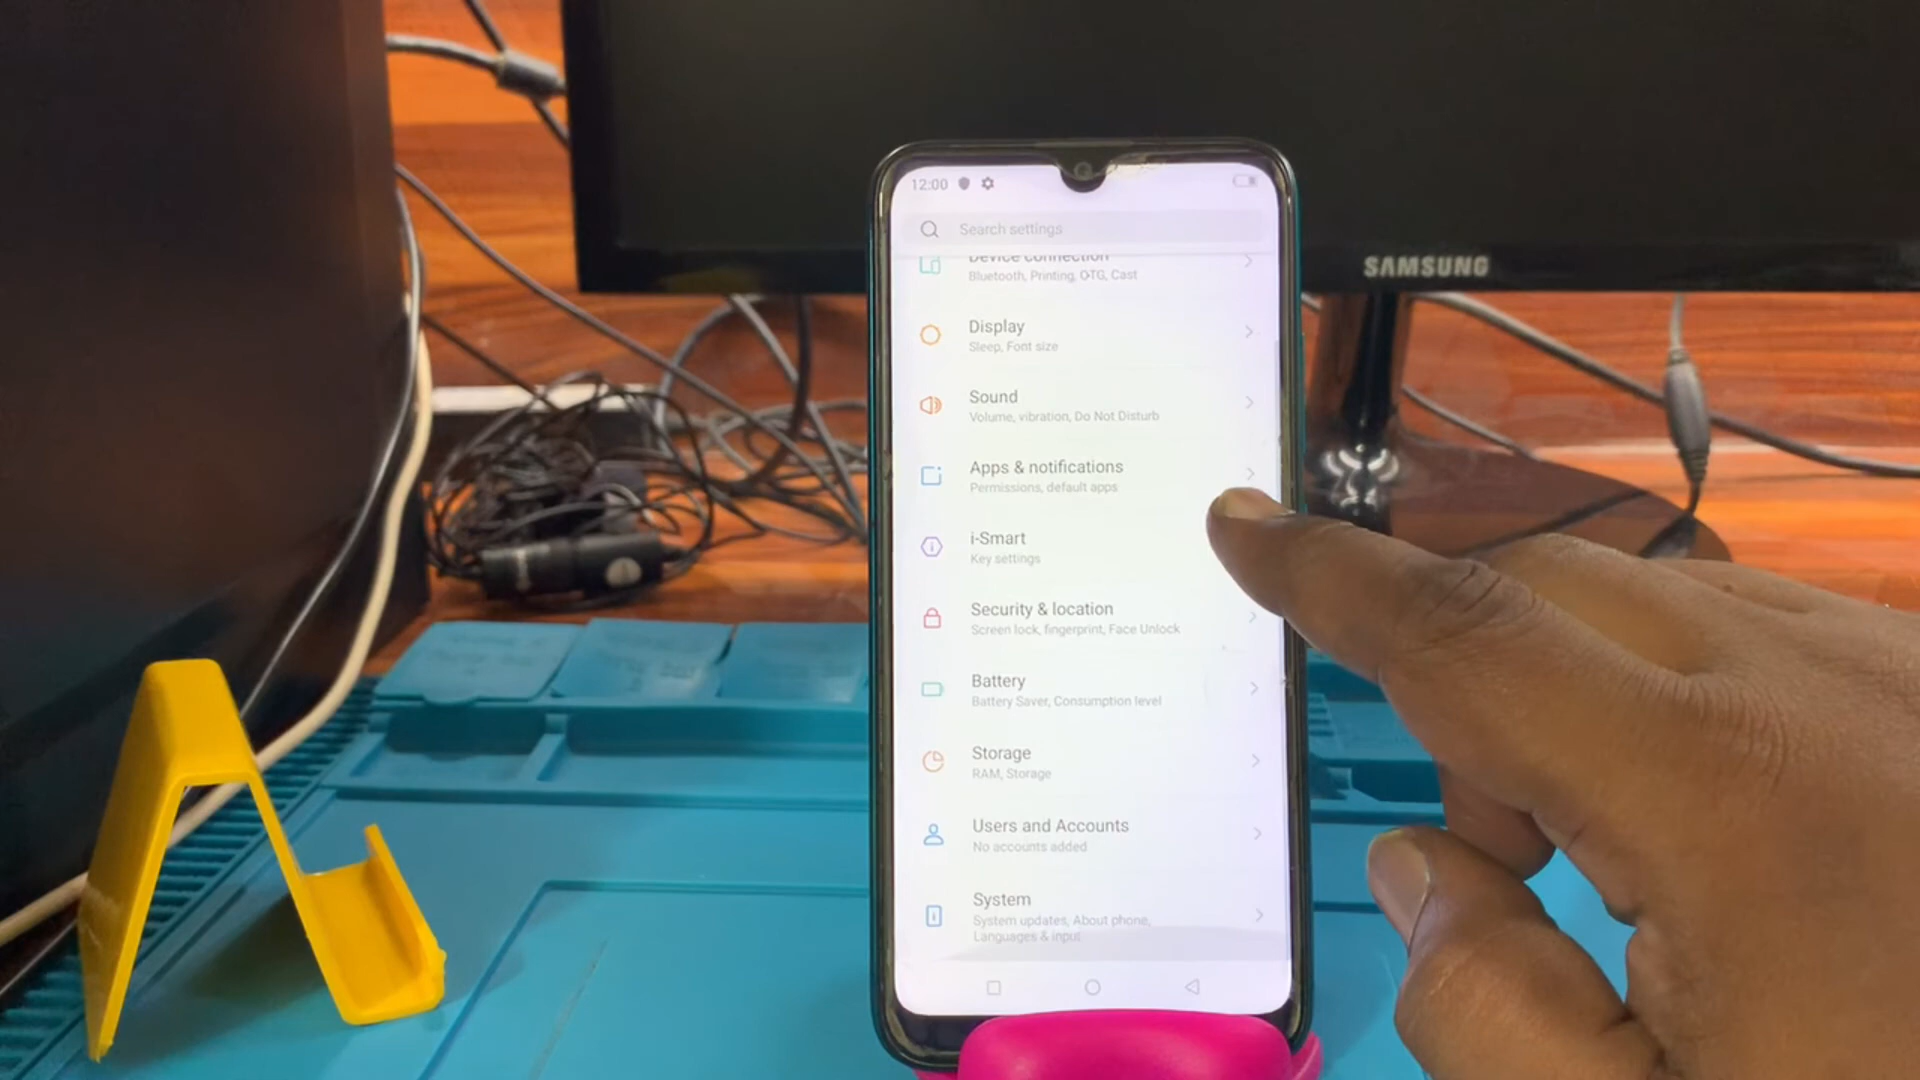 SAMSUNG
12:00
Search settings
Device connection
Bluetooth, Printing, OTG, Cast
Display
Sleep, Font size
Sound
Volume, vibration, Do Not Disturb
Apps & notifications
Permissions, default apps
i-Smart
Key settings
Security & location
Screen lock, fingerprint, Face Unlock
Battery
Battery Saver, Consumption level
Storage
RAM, Storage
Users and Accounts
No accounts added
System
System updates, About phone,
Languages & input